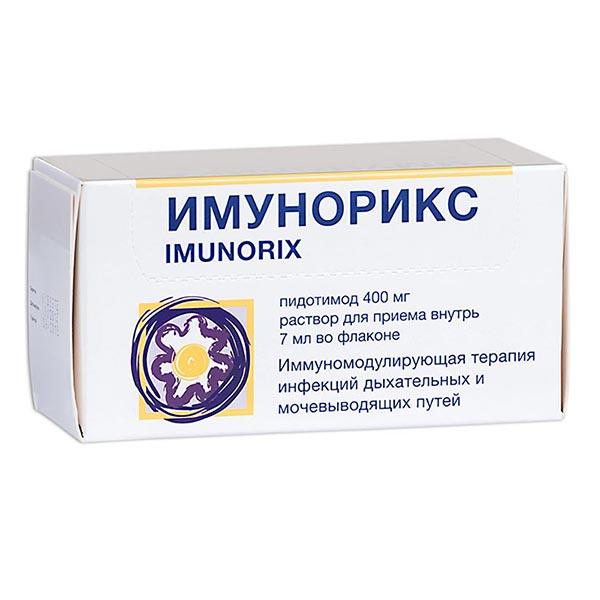 ИМУНОРИКС
IMUNORIX
пидотимод 400 мг
раствор для приема внутрь
7 мл во флаконе
Иммуномодулирующая терапия
инфекций дыхательных и
мочевыводящих путей